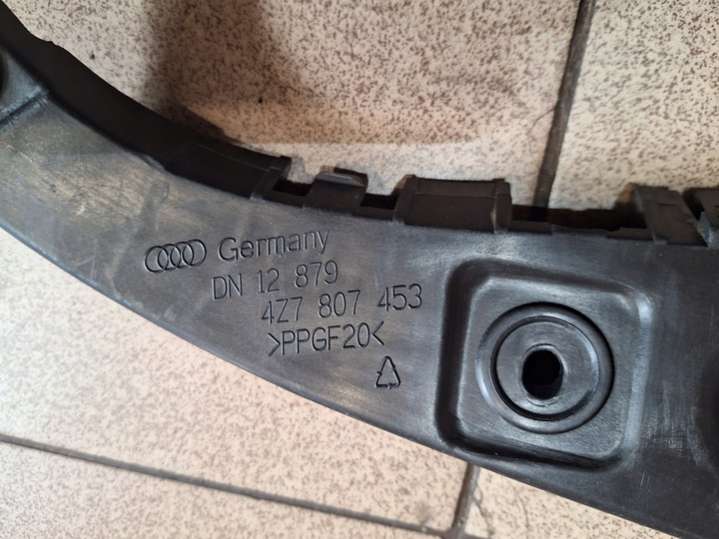 Germany
DN 12 879
4Z7 807 453
>PPGF20<